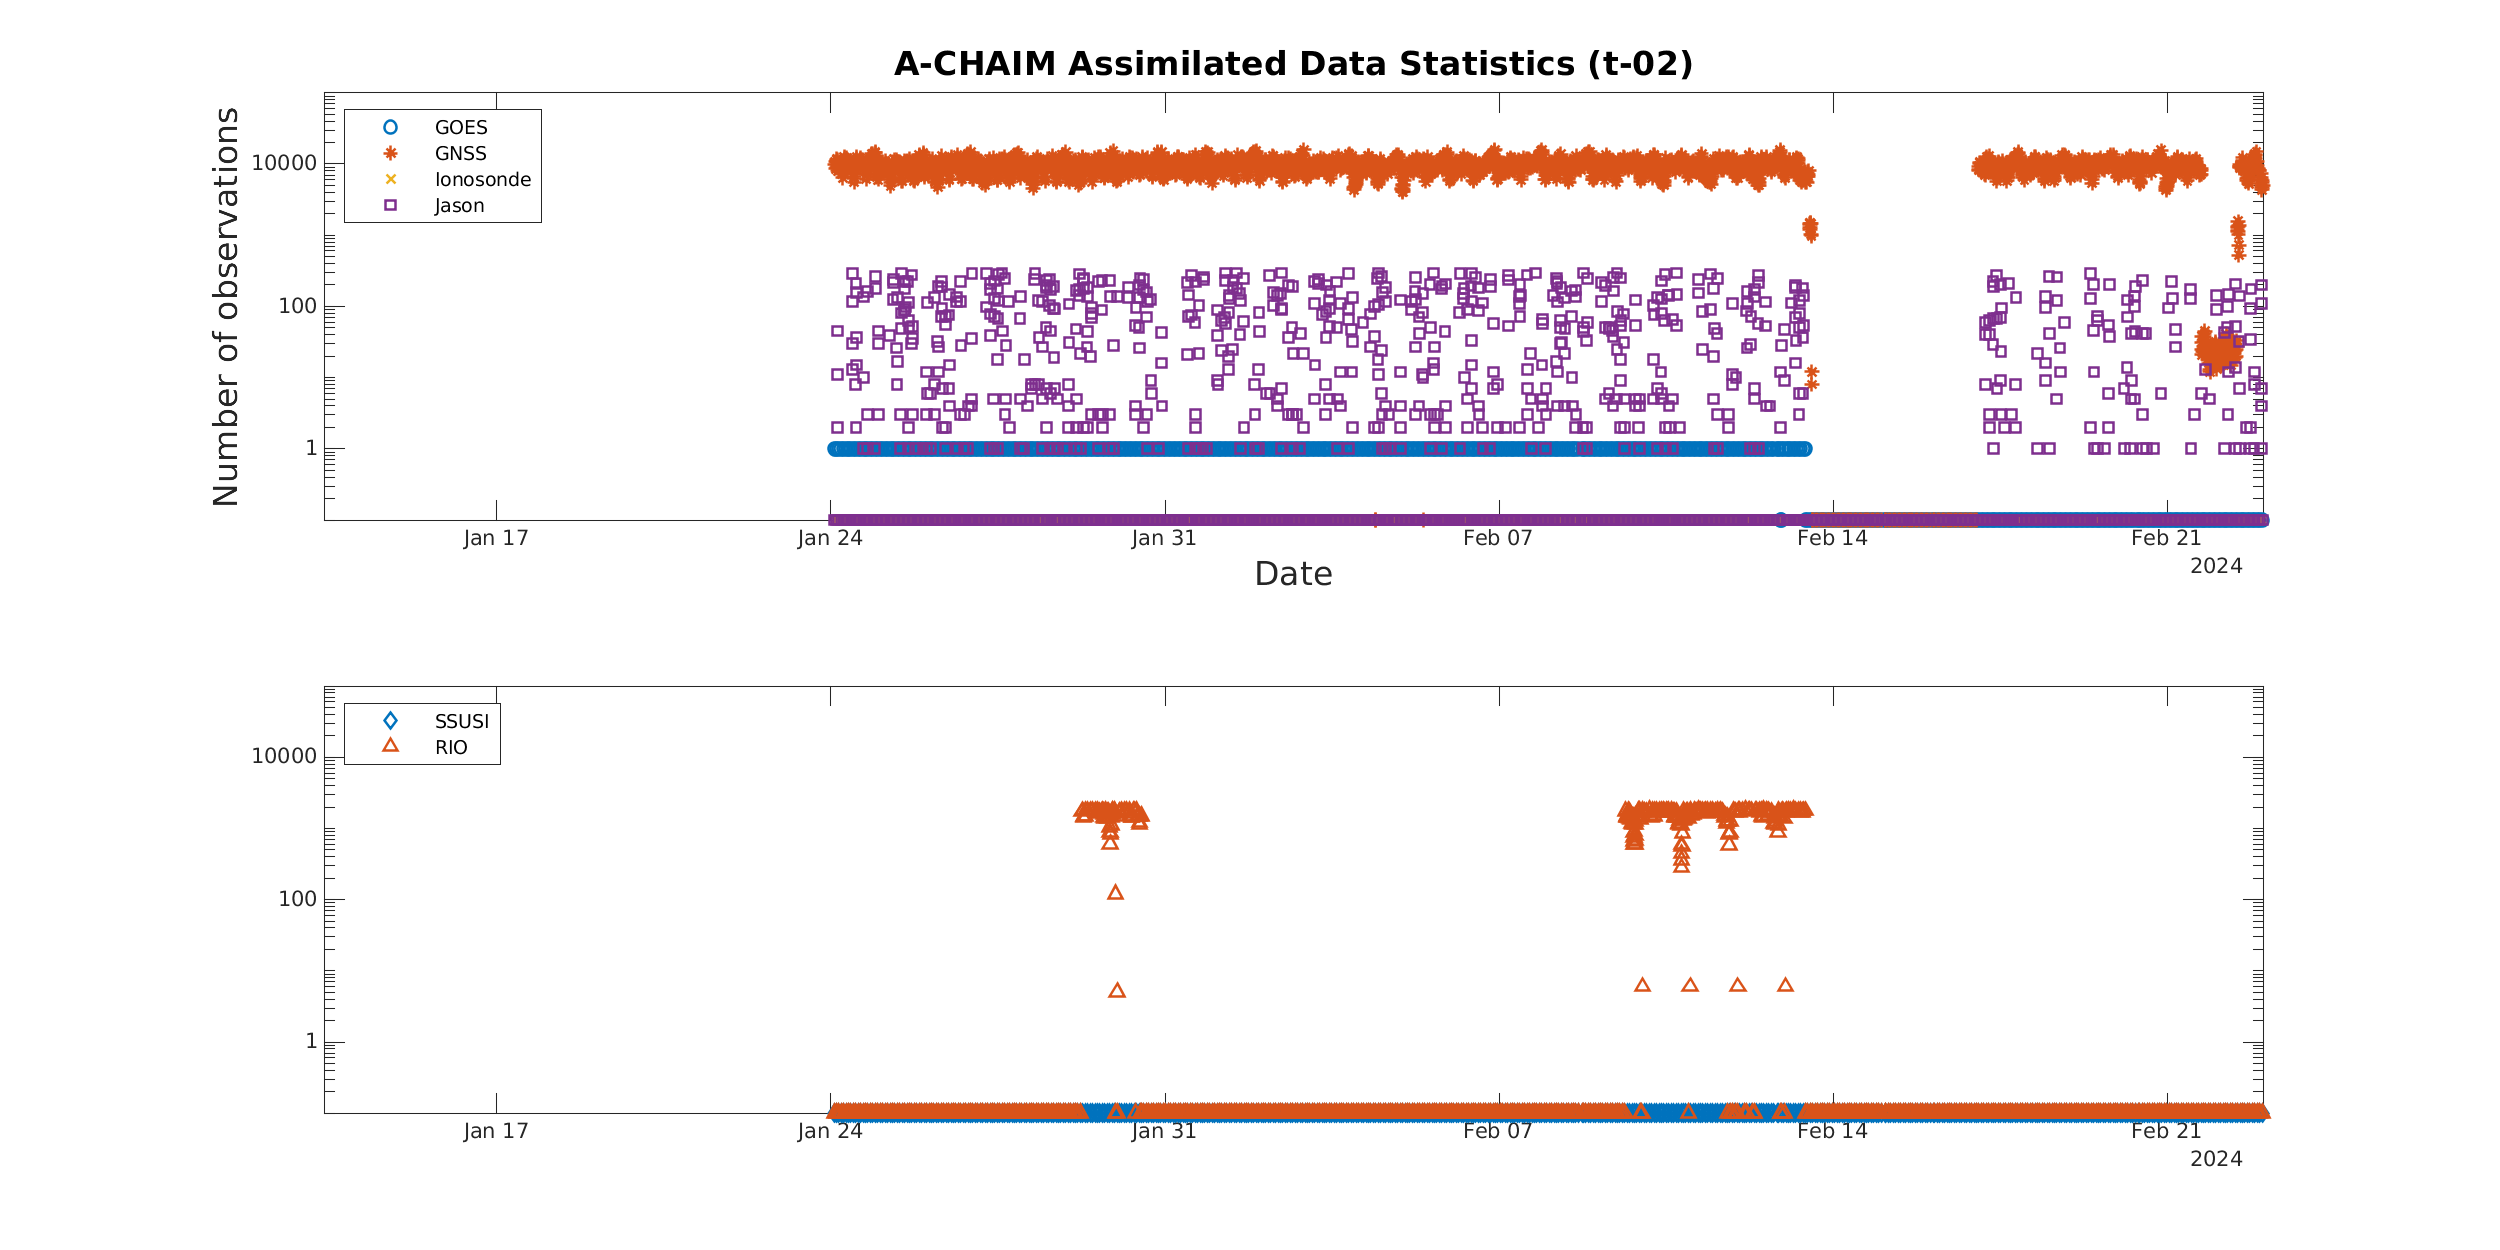 A-CHAIM Assimilated Data Statistics (t-02)
Number of observations
10000
100
1
GOES
GNSS
Ionosonde
Jason
Jan 17
Jan 24
Jan 31
Feb 07
Feb 14
Feb 21
2024
Date
10000
100
1
SSUSI
RIO
Jan 17
Jan 24
Jan 31
Feb 07
Feb 14
Feb 21
2024